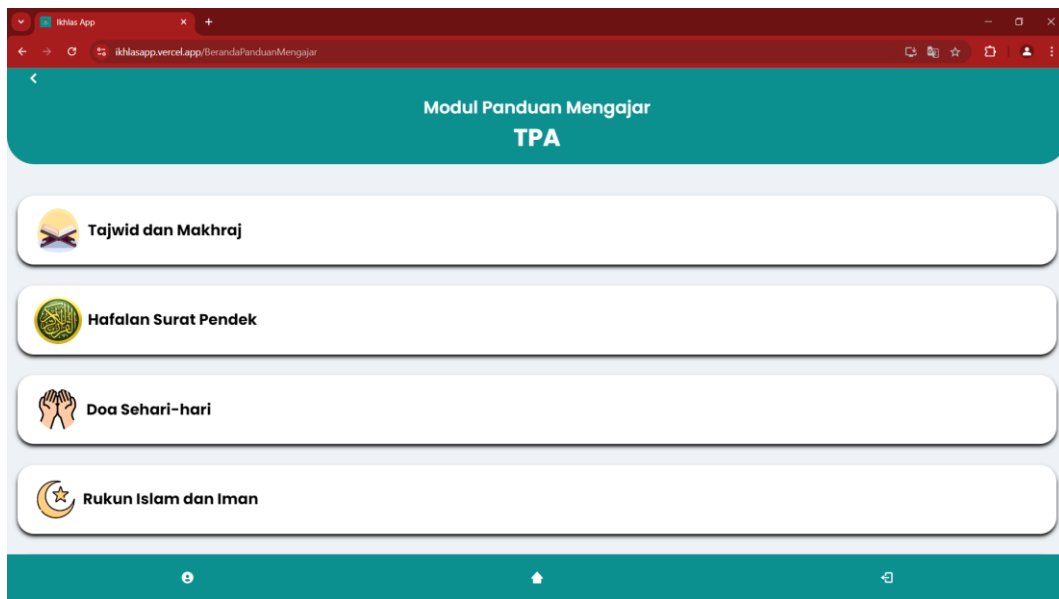 Ikhlas App
ikhlasapp.vercel.app/BerandaPanduanMengajar
Modul Panduan Mengajar
TPA
Tajwid dan Makhraj
Hafalan Surat Pendek
Doa Sehari-hari
Rukun Islam dan Iman